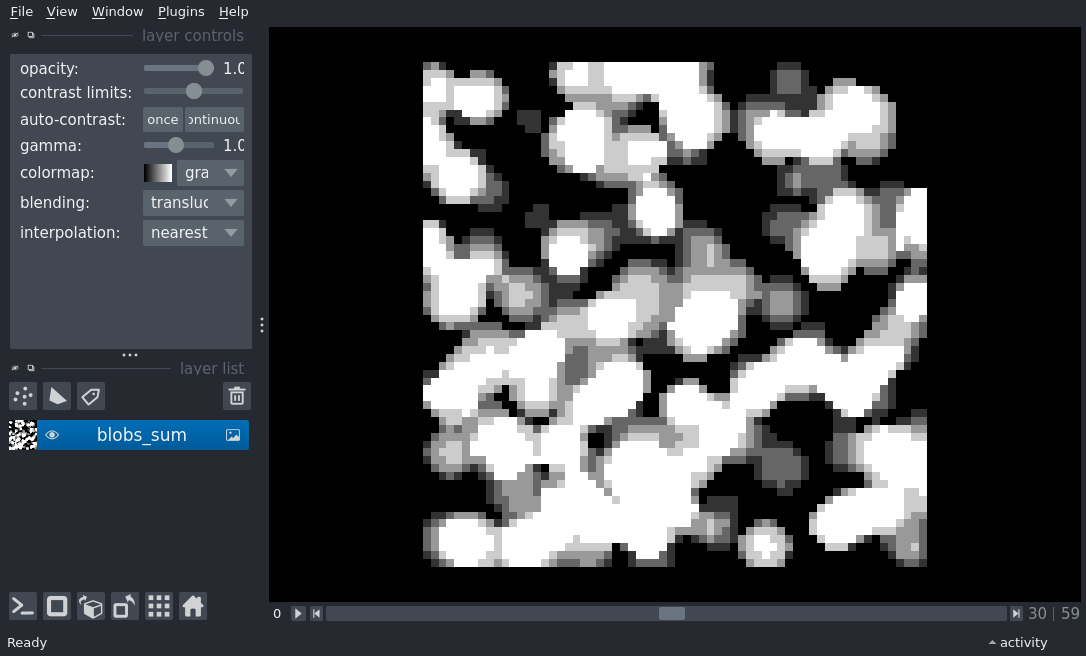 File View Window Plugins Help
layer controls
opacity: 1.0
contrast limits:
auto-contrast: once ontinuou
gamma: 1.0
colormap: gra
blending: transluc
interpolation: nearest
layer list
blobs_sum
0 30 | 59
Ready activity